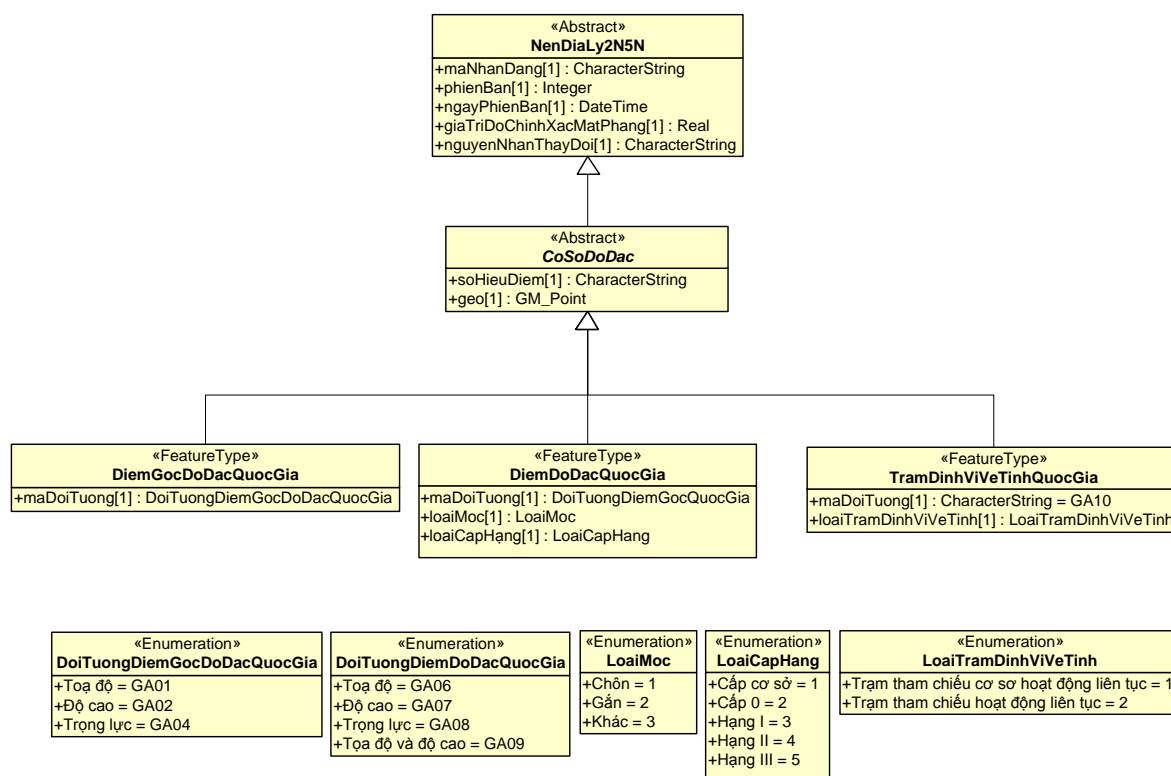 «Abstract»
NenDiaLy2N5N
+maNhanDang[1] : CharacterString
+phienBan[1] : Integer
+ngayPhienBan[1] : DateTime
+giaTriDoChinhXacMatPhang[1] : Real
+nguyenNhanThayDoi[1] : CharacterString
«Abstract»
CoSoDoDac
+soHieuDiem[1] : CharacterString
+geo[1] : GM_Point
«FeatureType»
DiemGocDoDacQuocGia
+maDoiTuong[1] : DoiTuongDiemGocDoDacQuocGia
«FeatureType»
DiemDoDacQuocGia
+maDoiTuong[1] : DoiTuongDiemGocQuocGia
+loaiMoc[1] : LoaiMoc
+loaiCapHạng[1] : LoaiCapHang
«FeatureType»
TramDinhViVeTinhQuocGia
+maDoiTuong[1] : CharacterString = GA10
+loaiTramDinhViVeTinh[1] : LoaiTramDinhViVeTinh
«Enumeration»
DoiTuongDiemGocDoDacQuocGia
+Toạ độ = GA01
+Độ cao = GA02
+Trọng lực = GA04
«Enumeration»
DoiTuongDiemDoDacQuocGia
+Toạ độ = GA06
+Độ cao = GA07
+Trọng lực = GA08
+Tọa độ và độ cao = GA09
«Enumeration»
LoaiMoc
+Chôn = 1
+Gắn = 2
+Khác = 3
«Enumeration»
LoaiCapHang
+Cấp cơ sở = 1
+Cấp 0 = 2
+Hạng I = 3
+Hạng II = 4
+Hạng III = 5
«Enumeration»
LoaiTramDinhViVeTinh
+Trạm tham chiếu cơ sơ hoạt động liên tục = 1
+Trạm tham chiếu hoạt động liên tục = 2